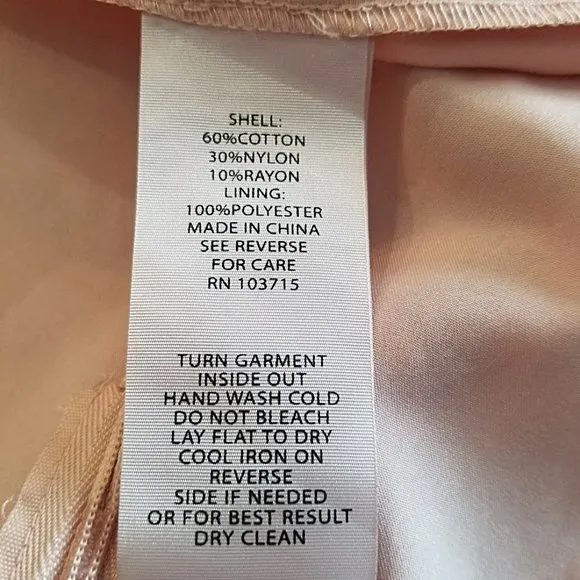 SHELL:
60%COTTON
30%NYLON
10%RAYON
LINING:
100%POLYESTER
MADE IN CHINA
SEE REVERSE
FOR CARE
RN 103715
TURN GARMENT
INSIDE OUT
HAND WASH COLD
DO NOT BLEACH
LAY FLAT TO DRY
COOL IRON ON
REVERSE
SIDE IF NEEDED
OR FOR BEST RESULT
DRY CLEAN